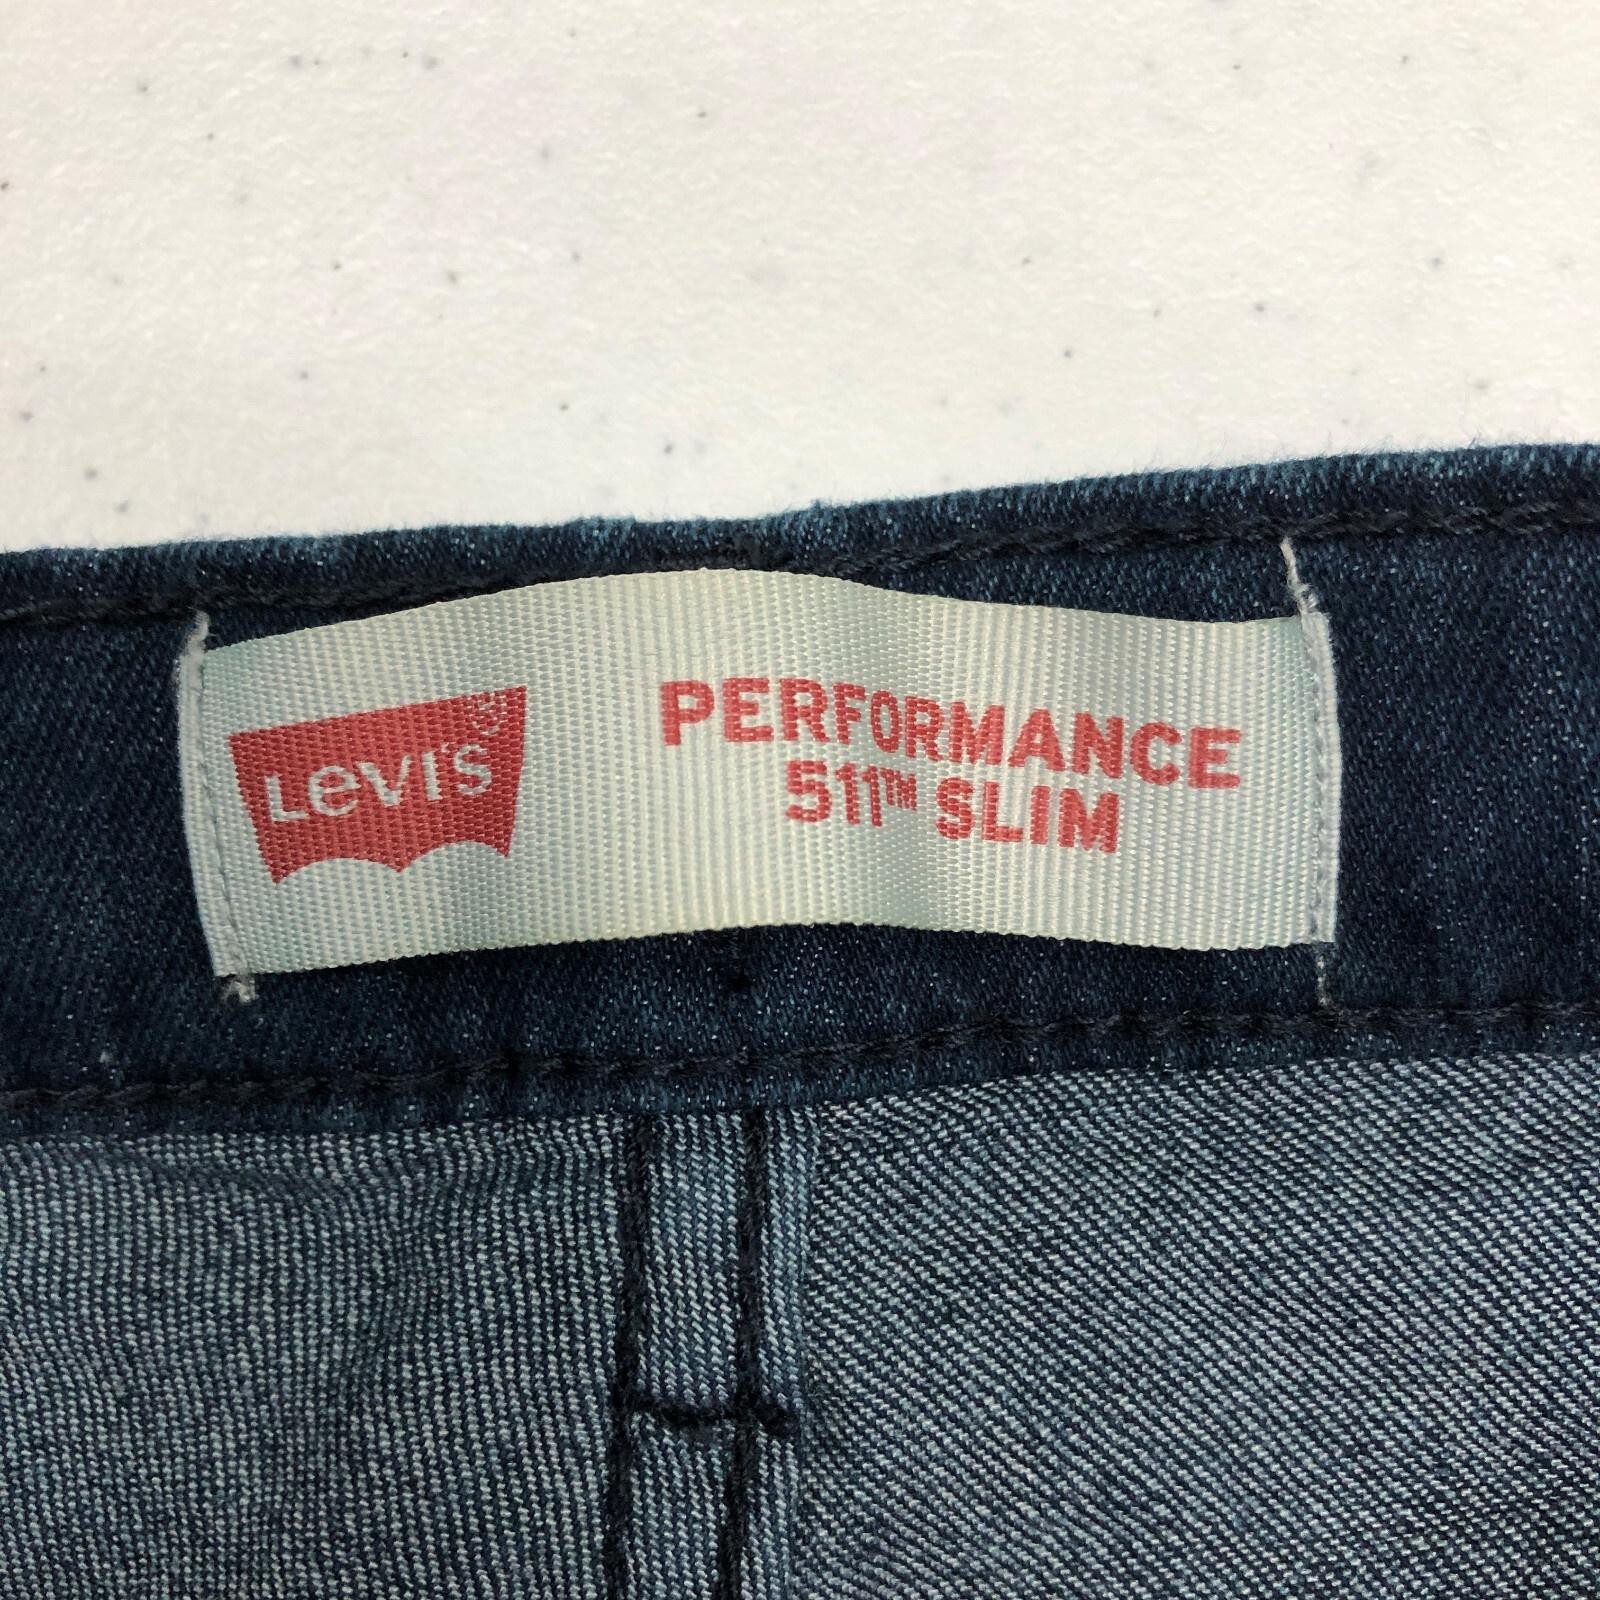 Levi's®
PERFORMANCE
511™ SLIM